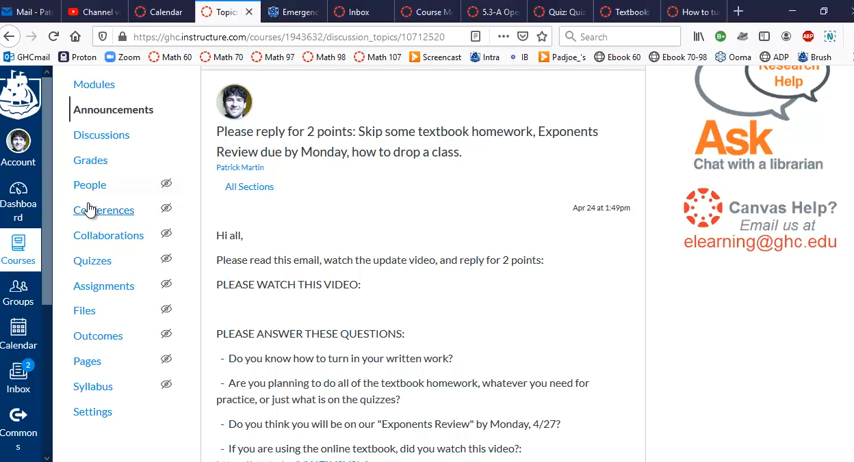 Mail - Pat
Channel v
Calendar
Topic:
Emergenc
Inbox
Course M
5.3-A Ope
Quiz: Qui
Textbook
How to tu
https://ghc.instructure.com/courses/1943632/discussion_topics/10712520
Search
GHCmail
Proton
Zoom
Math 60
Math 70
Math 97
Math 98
Math 107
Screencast
Intra
IB
Padjoe_'s
Ebook 60
Ebook 70-98
Ooma
ADP
Brush
Account
Dashboa
rd
Courses
Groups
Calendar
2
Inbox
Common
s
Modules
Announcements
Discussions
Grades
People
Conferences
Collaborations
Quizzes
Assignments
Files
Outcomes
Pages
Syllabus
Settings
Please reply for 2 points: Skip some textbook homework, Exponents
Review due by Monday, how to drop a class.
Patrick Martin
All Sections
Apr 24 at 1:49pm
Hi all,
Please read this email, watch the update video, and reply for 2 points:
PLEASE WATCH THIS VIDEO:
PLEASE ANSWER THESE QUESTIONS:
- Do you know how to turn in your written work?
- Are you planning to do all of the textbook homework, whatever you need for
practice, or just what is on the quizzes?
- Do you think you will be on our "Exponents Review" by Monday, 4/27?
- If you are using the online textbook, did you watch this video?:
Research
Help
Ask
Chat with a librarian
Canvas Help?
Email us at
elearning@ghc.edu